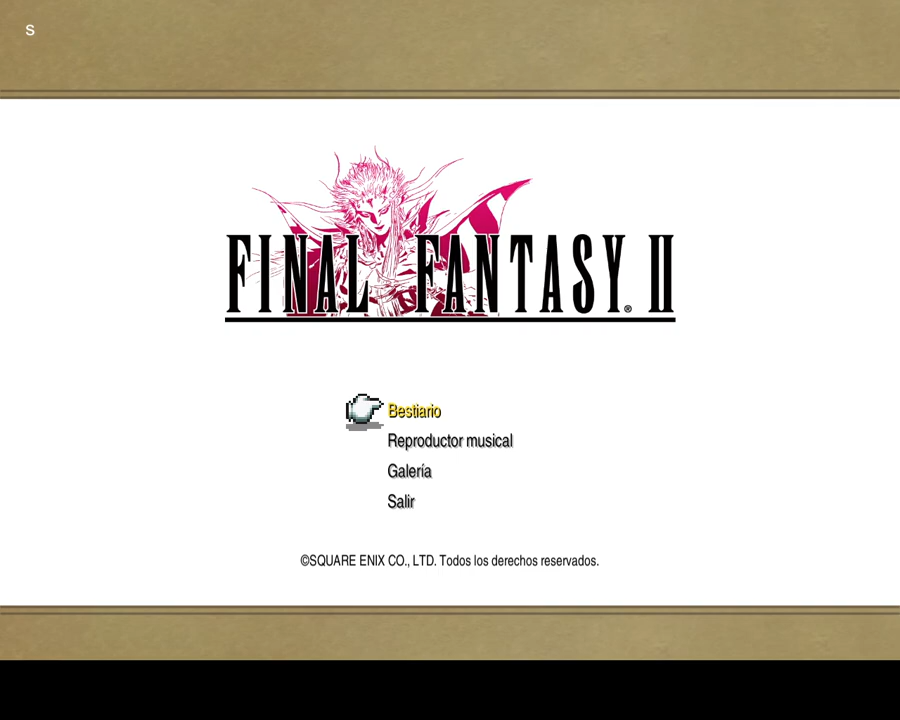 S
FINAL FANTASY® II
Bestiario
Reproductor musical
Galería
Salir
©SQUARE ENIX CO., LTD. Todos los derechos reservados.